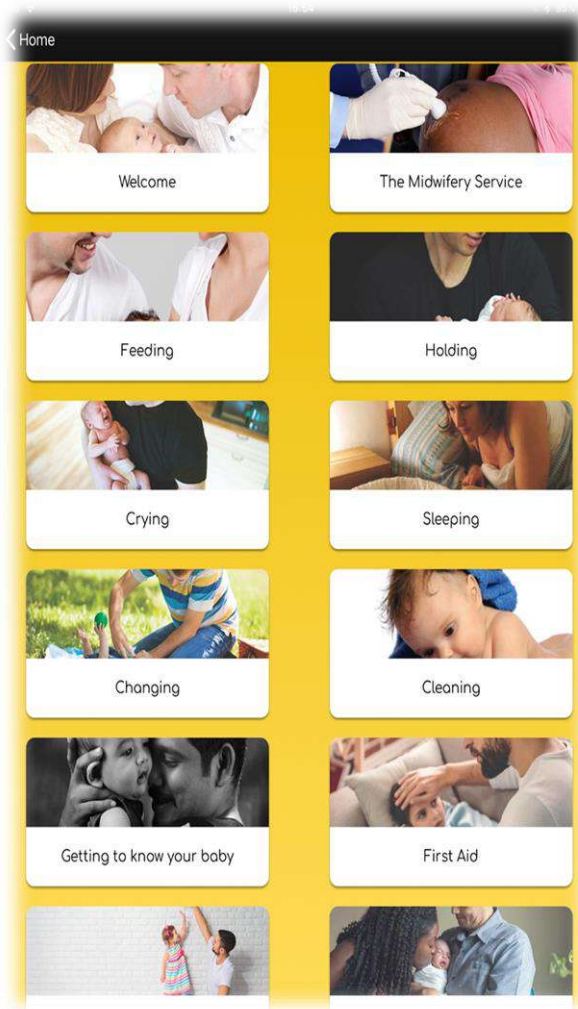 Home
Welcome
The Midwifery Service
Feeding
Holding
Crying
Sleeping
Changing
Cleaning
Getting to know your baby
First Aid